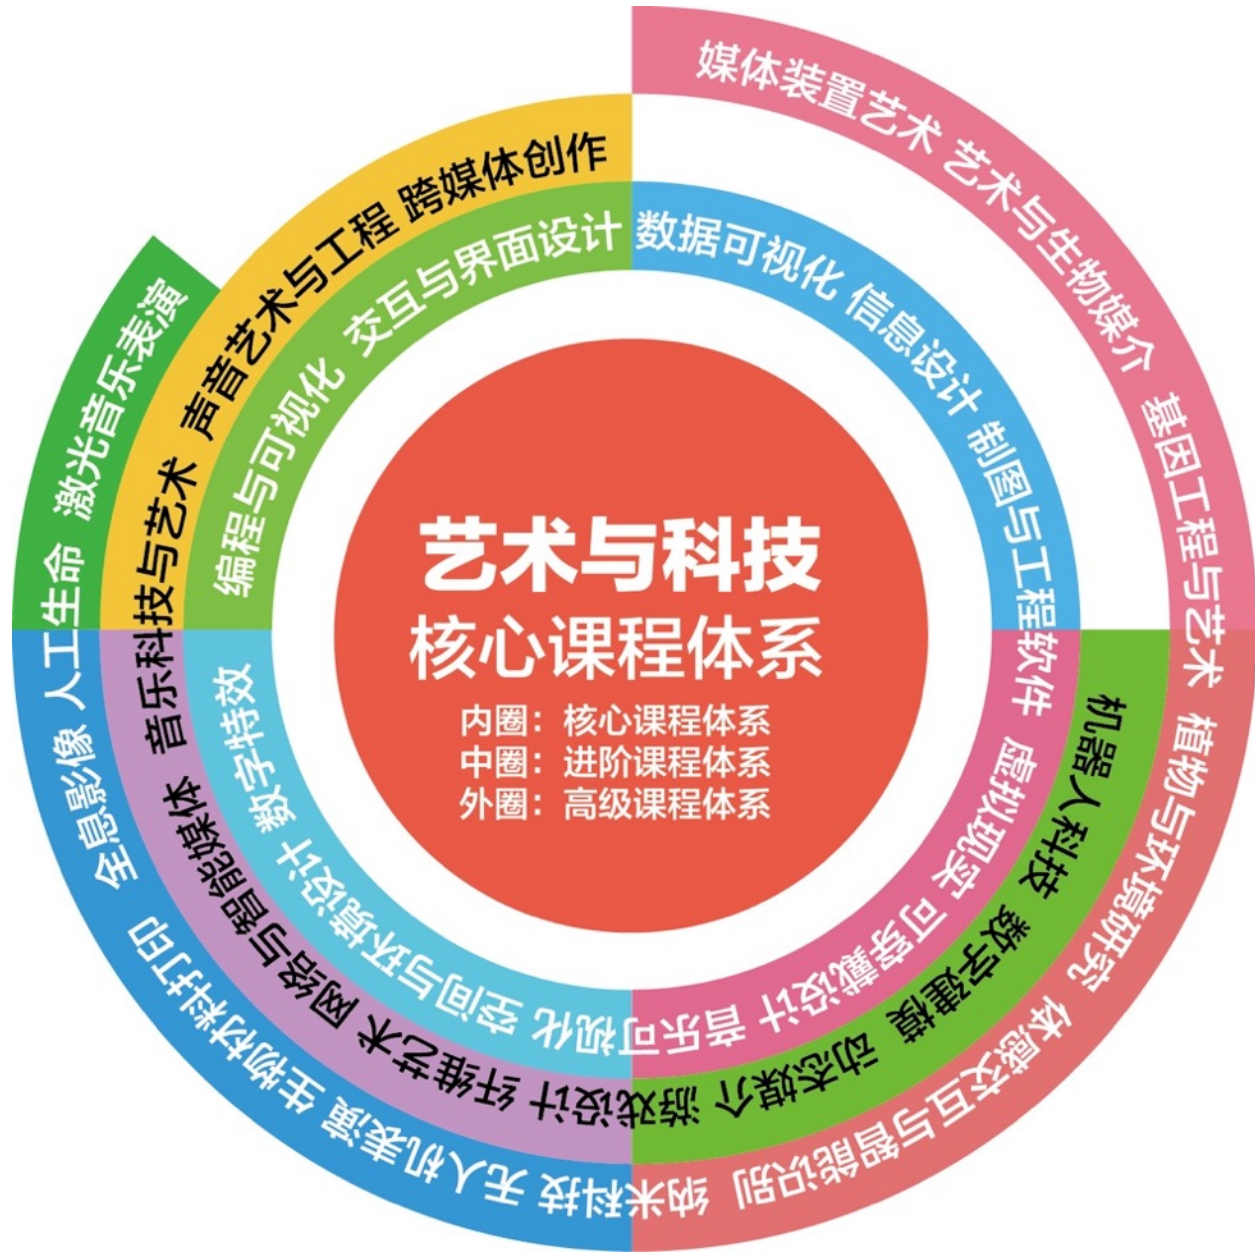 艺术与科技
核心课程体系
内圈：核心课程体系
中圈：进阶课程体系
外圈：高级课程体系
数据可视化 信息设计 制图与工程软件 虚拟现实 可穿戴设计 音乐可视化 空间与环境设计 数字特效
编程与可视化 交互与界面设计
机器人科技 数字建模 动态媒介 游戏设计 纤维艺术 网络与智能媒体 音乐科技与艺术 声音艺术与工程 跨媒体创作
媒体装置艺术 艺术与生物媒介 基因工程与艺术 植物与环境研究 体感交互与智能识别 纳米科技 无人机表演 生物材料打印 全息影像 人工生命 激光音乐表演